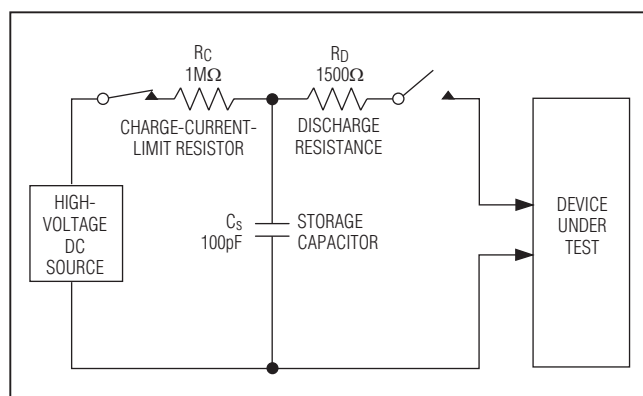 RC
1MΩ
CHARGE-CURRENT-
LIMIT RESISTOR
RD
1500Ω
DISCHARGE
RESISTANCE
HIGH-
VOLTAGE
DC
SOURCE
CS
100pF
STORAGE
CAPACITOR
DEVICE
UNDER
TEST